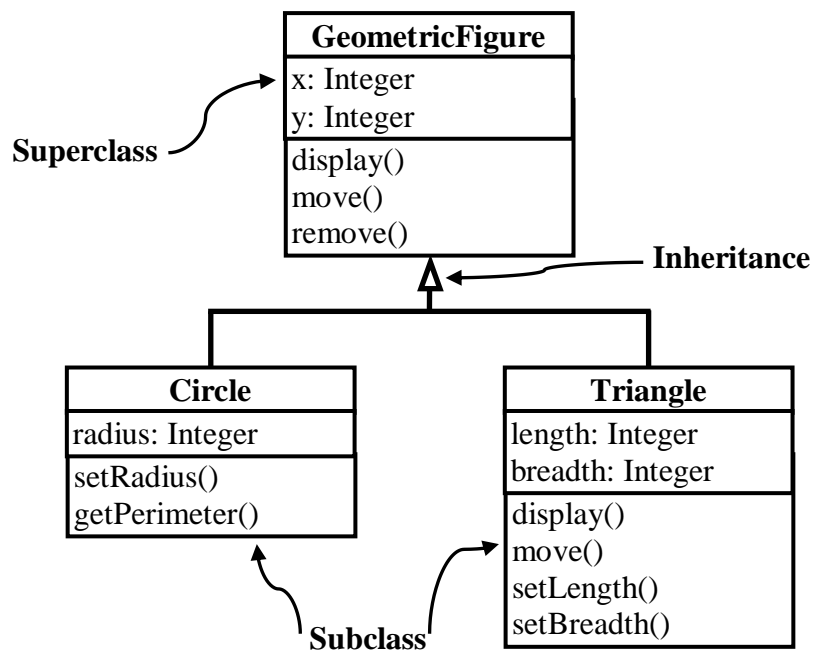 GeometricFigure
x: Integer
y: Integer
Superclass
display()
move()
remove()
Inheritance
Circle
radius: Integer
setRadius()
getPerimeter()
Triangle
length: Integer
breadth: Integer
display()
move()
setLength()
setBreadth()
Subclass